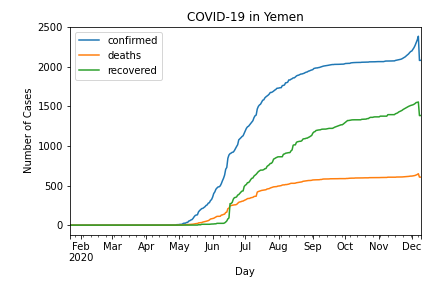 COVID-19 in Yemen
confirmed
deaths
recovered
Number of Cases
2500
2000
1500
1000
500
0
Feb Mar Apr May Jun Jul Aug Sep Oct Nov Dec
2020
Day